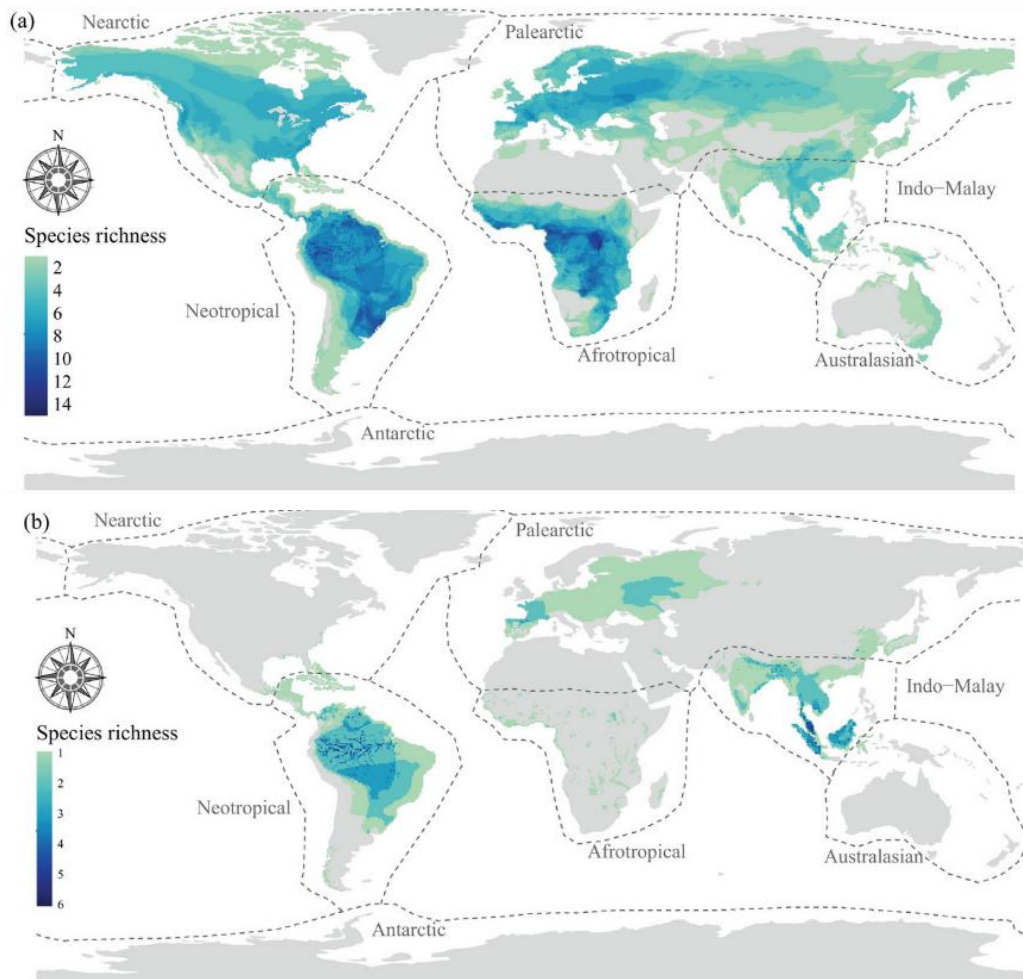 (a)
Nearctic
Palearctic
N
Indo−Malay
Species richness
2
4
6
8
10
12
14
Neotropical
Afrotropical
Australasian
Antarctic
(b)
Nearctic
Palearctic
N
Indo−Malay
Species richness
1
2
3
4
5
6
Neotropical
Afrotropical
Australasian
Antarctic